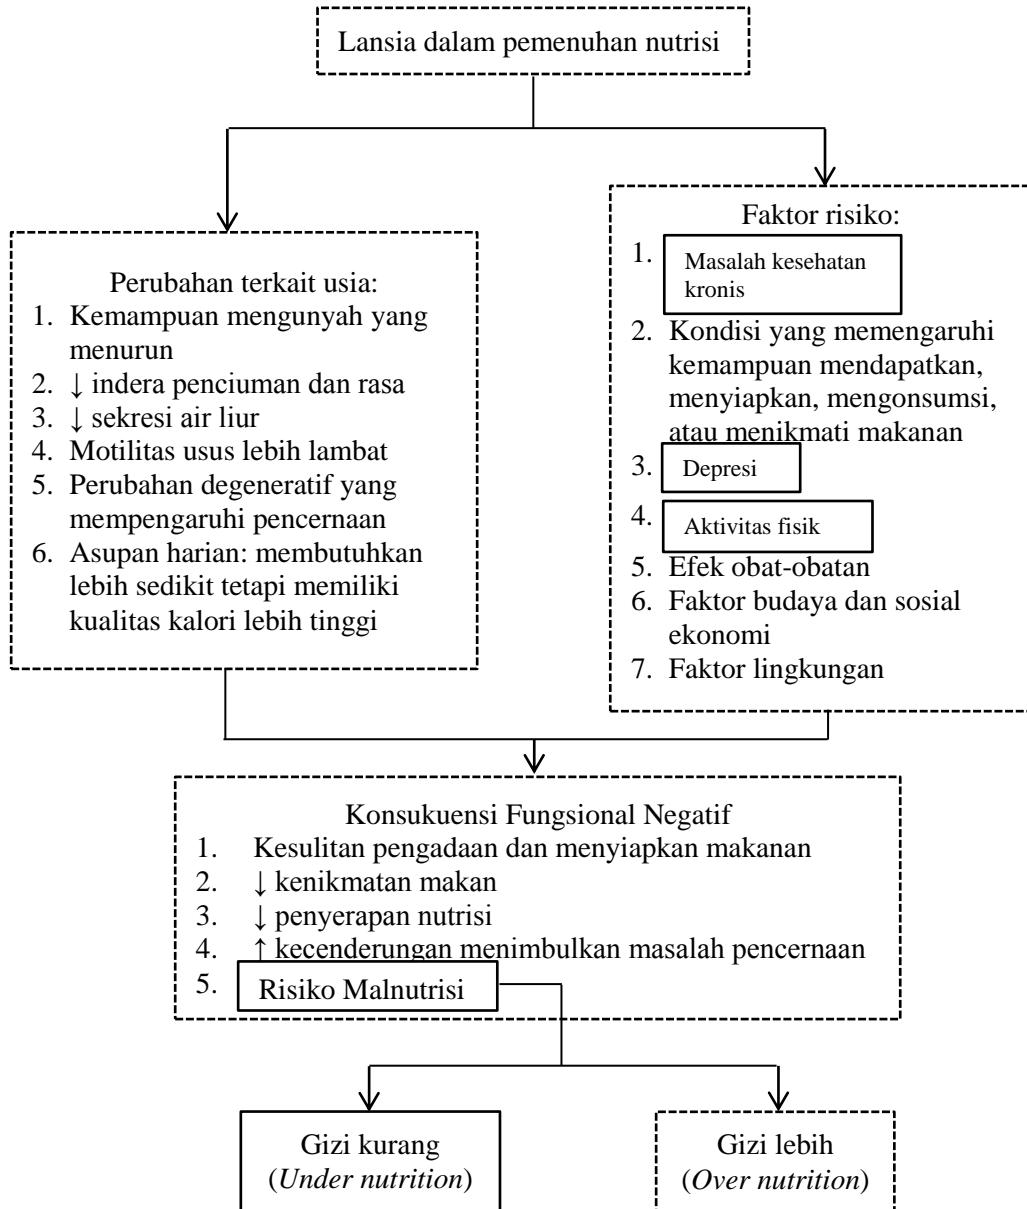 Lansia dalam pemenuhan nutrisi
Perubahan terkait usia:
1. Kemampuan mengunyah yang
menurun
2. ↓ indera penciuman dan rasa
3. ↓ sekresi air liur
4. Motilitas usus lebih lambat
5. Perubahan degeneratif yang
mempengaruhi pencernaan
6. Asupan harian: membutuhkan
lebih sedikit tetapi memiliki
kualitas kalori lebih tinggi
Faktor risiko:
1. Masalah kesehatan
kronis
2. Kondisi yang memengaruhi
kemampuan mendapatkan,
menyiapkan, mengonsumsi,
atau menikmati makanan
3. Depresi
4. Aktivitas fisik
5. Efek obat-obatan
6. Faktor budaya dan sosial
ekonomi
7. Faktor lingkungan
Konsukuensi Fungsional Negatif
1. Kesulitan pengadaan dan menyiapkan makanan
2. ↓ kenikmatan makan
3. ↓ penyerapan nutrisi
4. ↑ kecenderungan menimbulkan masalah pencernaan
5. Risiko Malnutrisi
Gizi kurang
(Under nutrition)
Gizi lebih
(Over nutrition)